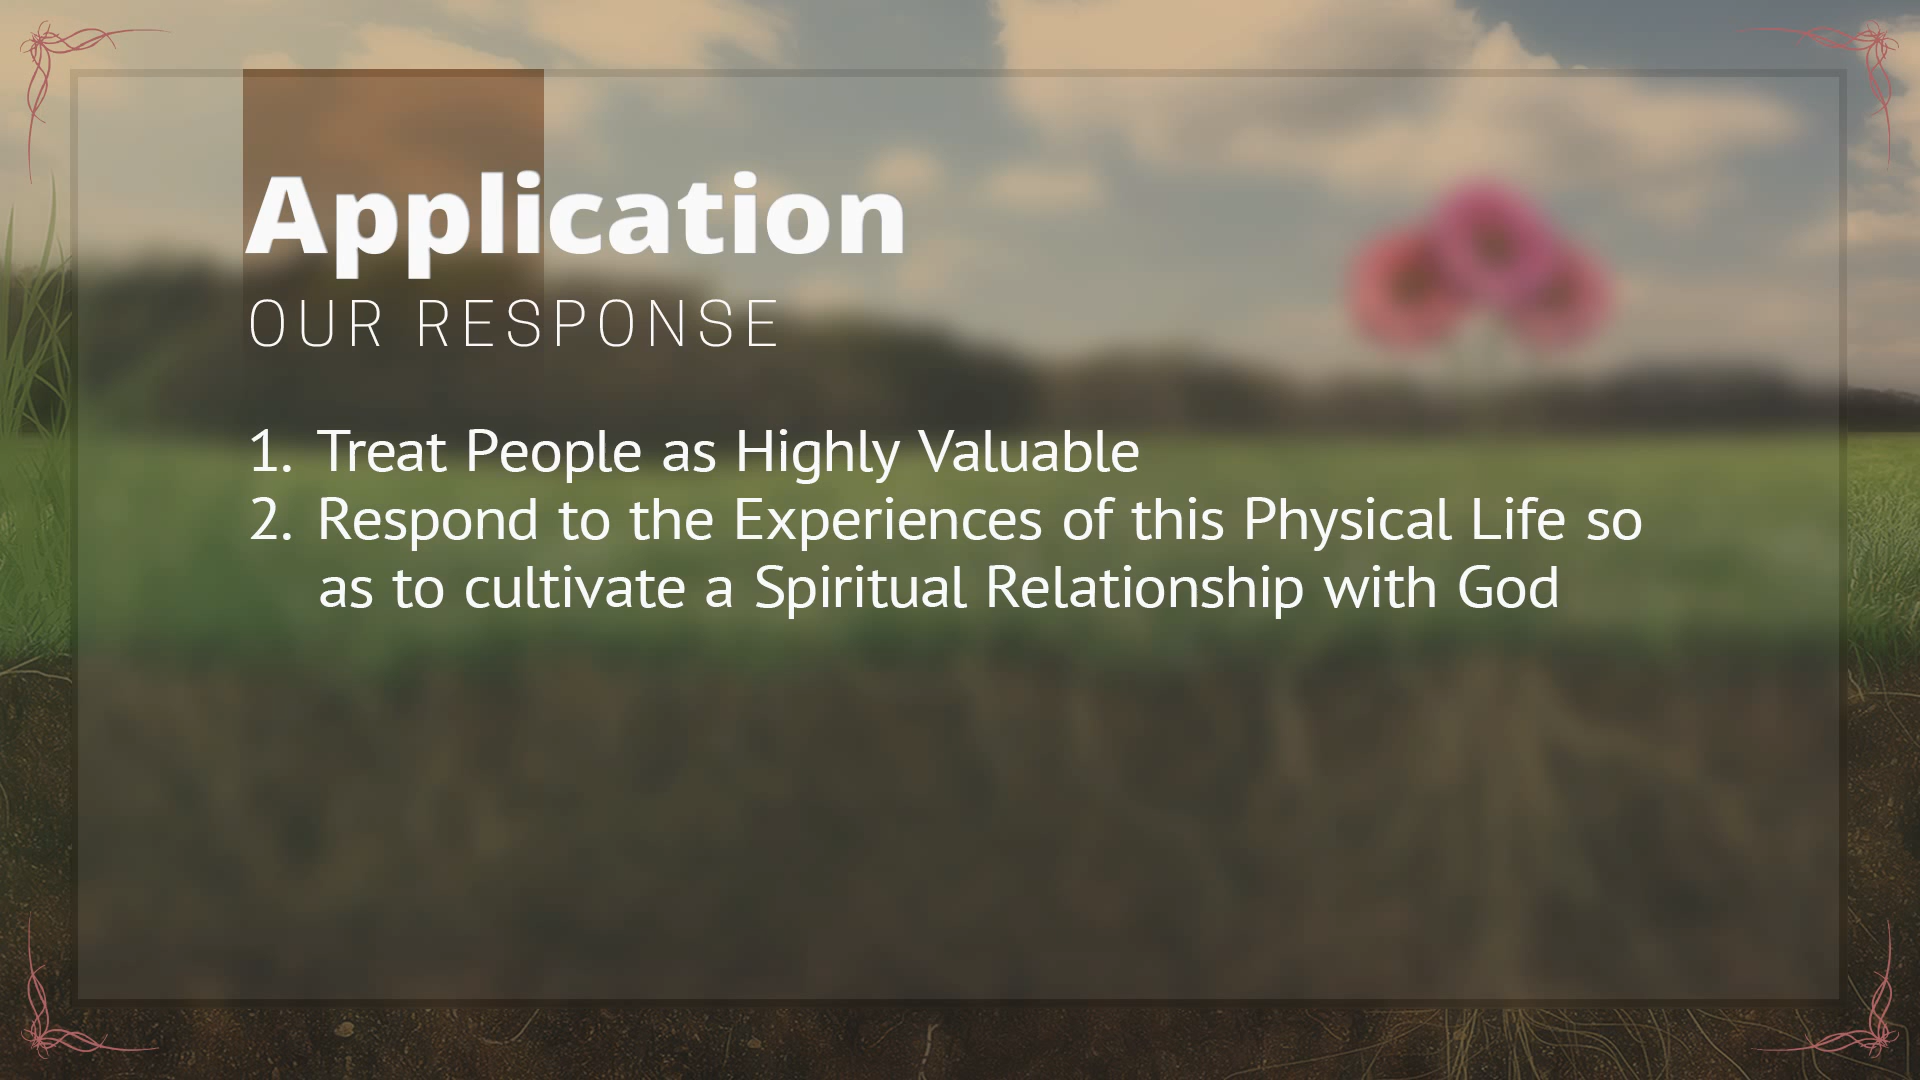 Application
OUR RESPONSE
1. Treat People as Highly Valuable
2. Respond to the Experiences of this Physical Life so
as to cultivate a Spiritual Relationship with God